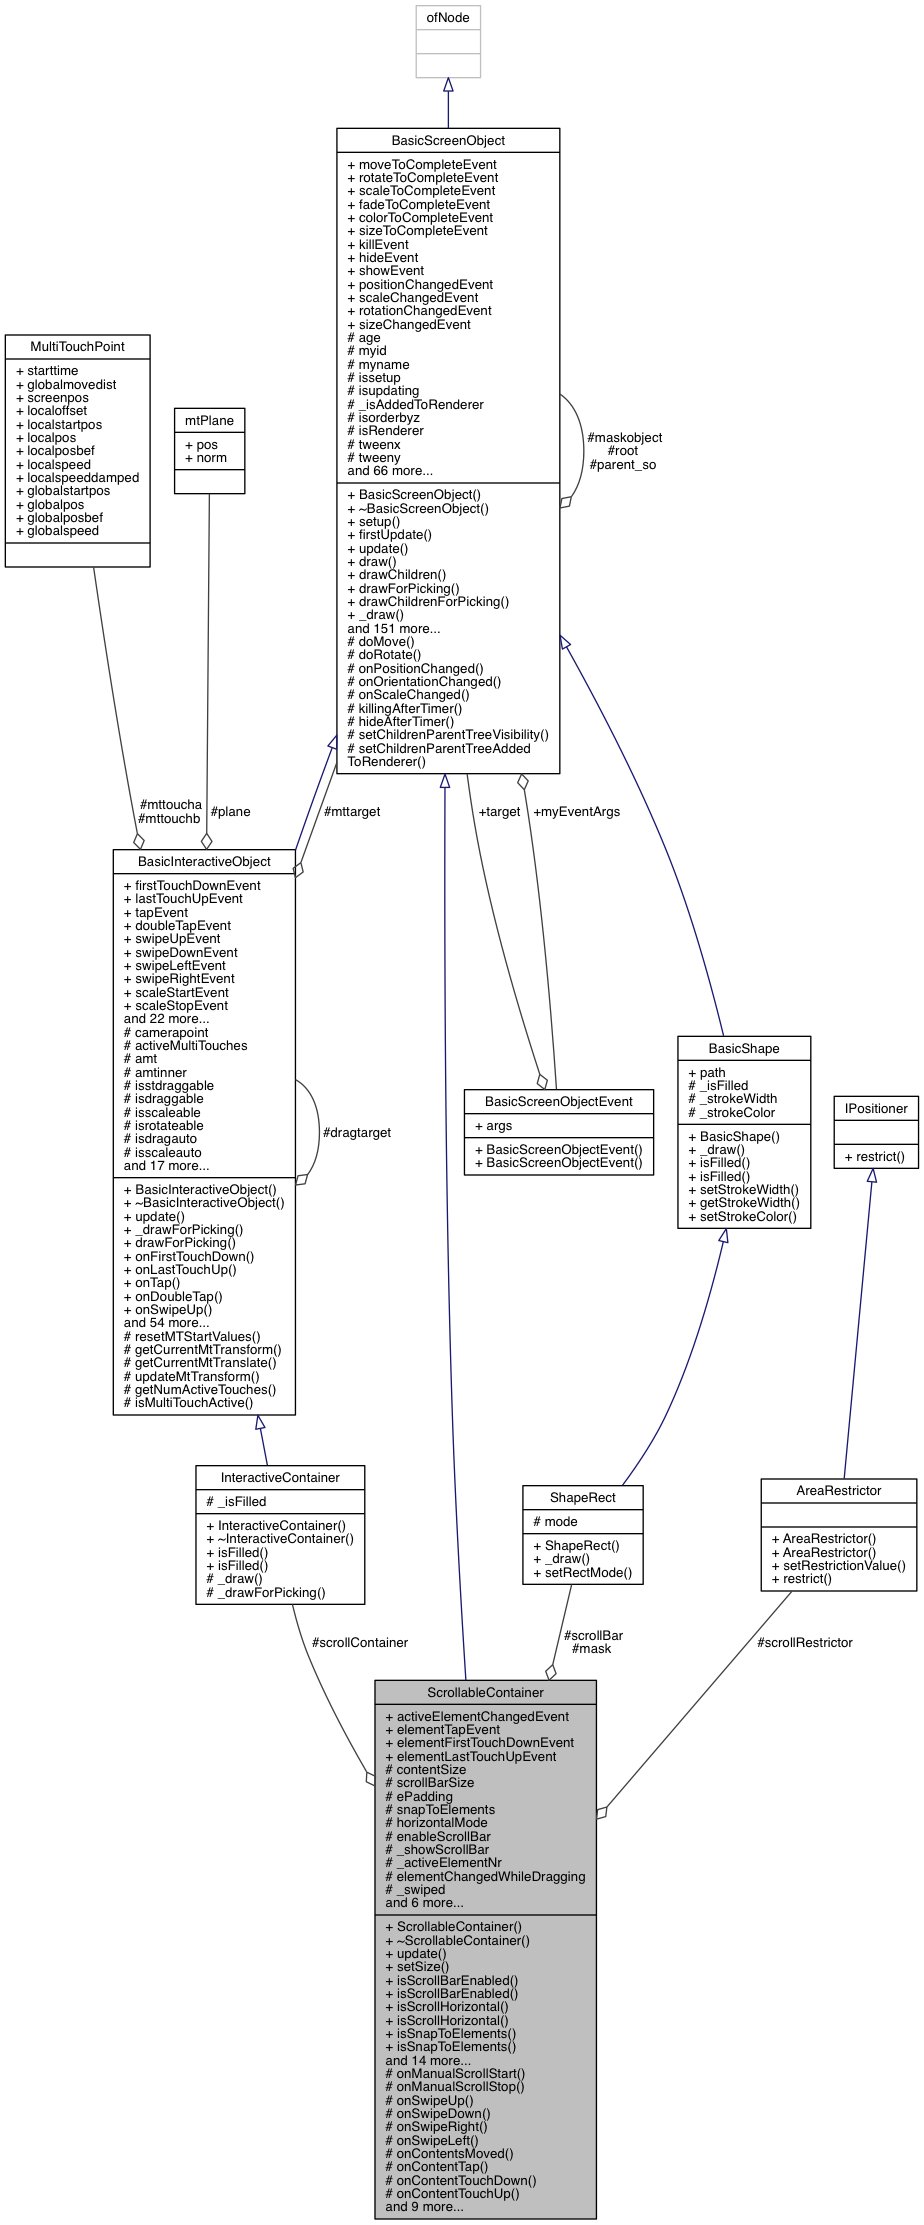 ofNode
BasicScreenObject
+ moveToCompleteEvent
+ rotateToCompleteEvent
+ scaleToCompleteEvent
+ fadeToCompleteEvent
+ colorToCompleteEvent
+ sizeToCompleteEvent
+ killEvent
+ hideEvent
+ showEvent
+ positionChangedEvent
+ scaleChangedEvent
+ rotationChangedEvent
+ sizeChangedEvent
# age
# myid
# myname
# issetup
# isupdating
# _isAddedToRenderer
# isorderbyz
# isRenderer
# tweenx
# tweeny
and 66 more...
+ BasicScreenObject()
+ ~BasicScreenObject()
+ setup()
+ firstUpdate()
+ update()
+ draw()
+ drawChildren()
+ drawForPicking()
+ drawChildrenForPicking()
+ _draw()
and 151 more...
# doMove()
# doRotate()
# onPositionChanged()
# onOrientationChanged()
# onScaleChanged()
# killingAfterTimer()
# hideAfterTimer()
# setChildrenParentTreeVisibility()
# setChildrenParentTreeAdded
ToRenderer()
#maskobject
#root
#parent_so
MultiTouchPoint
+ starttime
+ globalmovedist
+ screenpos
+ localoffset
+ localstartpos
+ localpos
+ localposbef
+ localspeed
+ localspeeddamped
+ globalstartpos
+ globalpos
+ globalposbef
+ globalspeed
mtPlane
+ pos
+ norm
#mttoucha
#mttouchb
#plane
#mttarget
+target
+myEventArgs
BasicInteractiveObject
+ firstTouchDownEvent
+ lastTouchUpEvent
+ tapEvent
+ doubleTapEvent
+ swipeUpEvent
+ swipeDownEvent
+ swipeLeftEvent
+ swipeRightEvent
+ scaleStartEvent
+ scaleStopEvent
and 22 more...
# camerapoint
# activeMultiTouches
# amt
# amtinner
# isstdraggable
# isdraggable
# isscaleable
# isrotateable
# isdragauto
# isscaleauto
and 17 more...
+ BasicInteractiveObject()
+ ~BasicInteractiveObject()
+ update()
+ _drawForPicking()
+ drawForPicking()
+ onFirstTouchDown()
+ onLastTouchUp()
+ onTap()
+ onDoubleTap()
+ onSwipeUp()
and 54 more...
# resetMTStartValues()
# getCurrentMtTransform()
# getCurrentMtTranslate()
# updateMtTransform()
# getNumActiveTouches()
# isMultiTouchActive()
#dragtarget
BasicScreenObjectEvent
+ args
+ BasicScreenObjectEvent()
+ BasicScreenObjectEvent()
BasicShape
+ path
# _isFilled
# _strokeWidth
# _strokeColor
+ BasicShape()
+ _draw()
+ isFilled()
+ isFilled()
+ setStrokeWidth()
+ getStrokeWidth()
+ setStrokeColor()
IPositioner
+ restrict()
InteractiveContainer
# _isFilled
+ InteractiveContainer()
+ ~InteractiveContainer()
+ isFilled()
+ isFilled()
# _draw()
# _drawForPicking()
ShapeRect
# mode
+ ShapeRect()
+ _draw()
+ setRectMode()
AreaRestrictor
+ AreaRestrictor()
+ AreaRestrictor()
+ setRestrictionValue()
+ restrict()
#scrollContainer
#scrollBar
#mask
#scrollRestrictor
ScrollableContainer
+ activeElementChangedEvent
+ elementTapEvent
+ elementFirstTouchDownEvent
+ elementLastTouchUpEvent
# contentSize
# scrollBarSize
# ePadding
# snapToElements
# horizontalMode
# enableScrollBar
# _showScrollBar
# _activeElementNr
# elementChangedWhileDragging
# _swiped
and 6 more...
+ ScrollableContainer()
+ ~ScrollableContainer()
+ update()
+ setSize()
+ isScrollBarEnabled()
+ isScrollBarEnabled()
+ isScrollHorizontal()
+ isScrollHorizontal()
+ isSnapToElements()
+ isSnapToElements()
and 14 more...
# onManualScrollStart()
# onManualScrollStop()
# onSwipeUp()
# onSwipeDown()
# onSwipeRight()
# onSwipeLeft()
# onContentsMoved()
# onContentTap()
# onContentTouchDown()
# onContentTouchUp()
and 9 more...